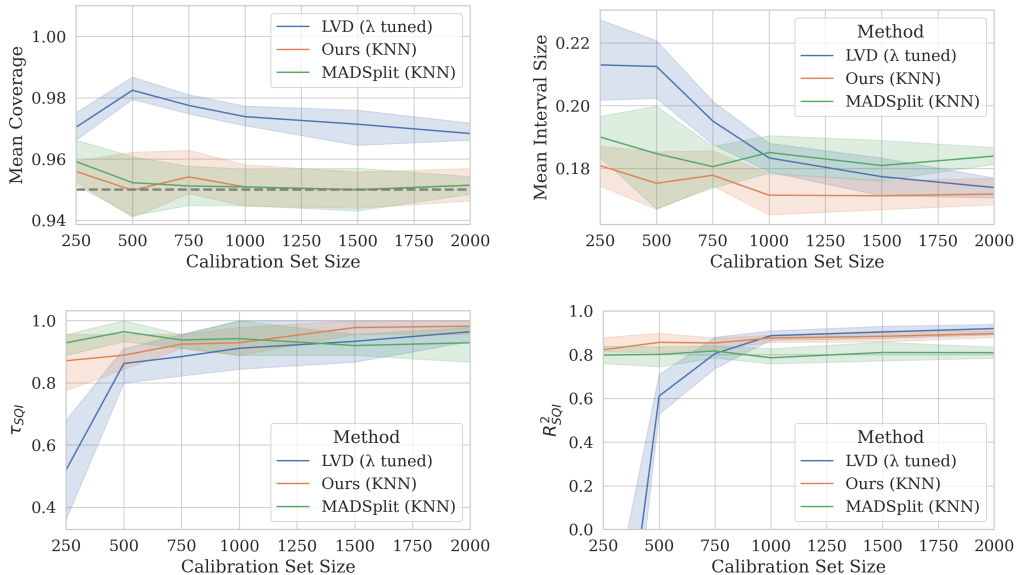 1.00
0.98
0.96
0.94
Mean Coverage
LVD (λ tuned)
Ours (KNN)
MADSplit (KNN)
250 500 750 1000 1250 1500 1750 2000
Calibration Set Size
0.22
0.20
0.18
Mean Interval Size
Method
LVD (λ tuned)
Ours (KNN)
MADSplit (KNN)
250 500 750 1000 1250 1500 1750 2000
Calibration Set Size
1.0
0.8
0.6
0.4
τSQI
Method
LVD (λ tuned)
Ours (KNN)
MADSplit (KNN)
250 500 750 1000 1250 1500 1750 2000
Calibration Set Size
1.0
0.8
0.6
0.4
0.2
0.0
R²SQI
Method
LVD (λ tuned)
Ours (KNN)
MADSplit (KNN)
250 500 750 1000 1250 1500 1750 2000
Calibration Set Size